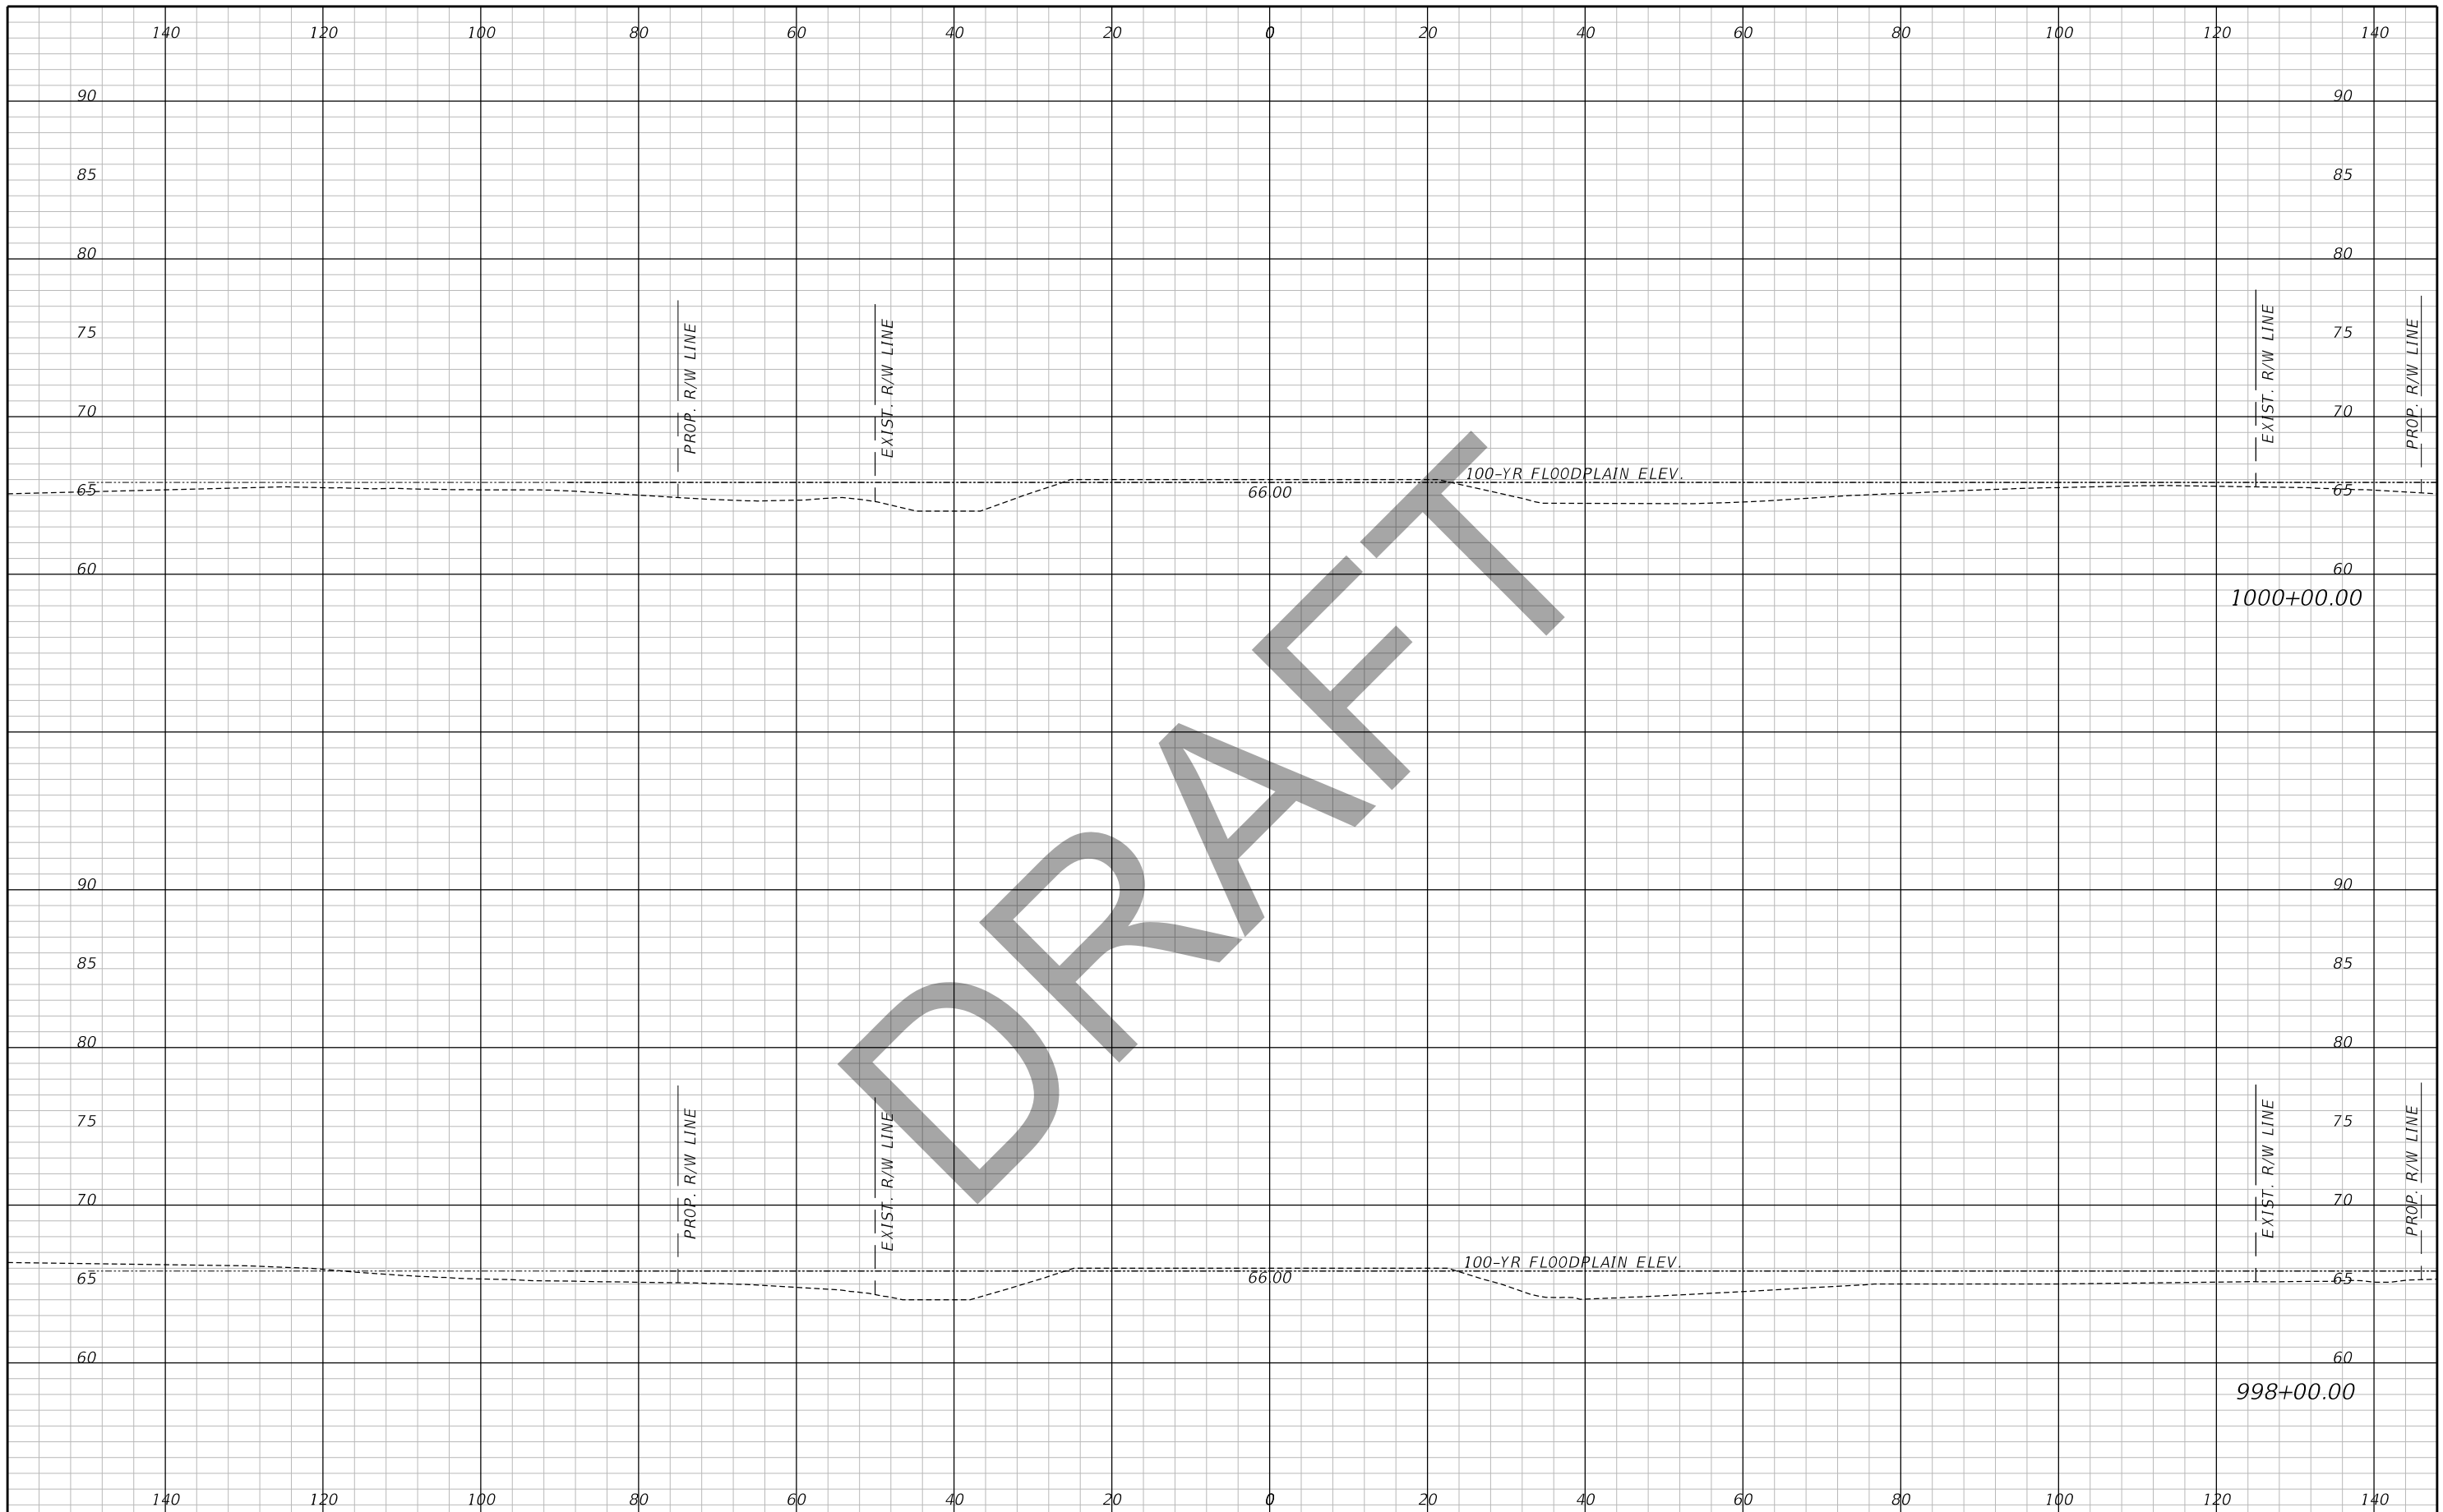 140 120 100 80 60 40 20 0 20 40 60 80 100 120 140
90 90
85 85
80 80
75 75
PROP. R/W LINE
EXIST. R/W LINE
EXIST. R/W LINE
PROP. R/W LINE
70 70
100-YR FLOODPLAIN ELEV.
65 66.00 65
60 60
1000+00.00
DRAFT
90 90
85 85
80 80
75 75
PROP. R/W LINE
EXIST. R/W LINE
EXIST. R/W LINE
PROP. R/W LINE
70 70
100-YR FLOODPLAIN ELEV.
65 66.00 65
60 60
998+00.00
140 120 100 80 60 40 20 0 20 40 60 80 100 120 140